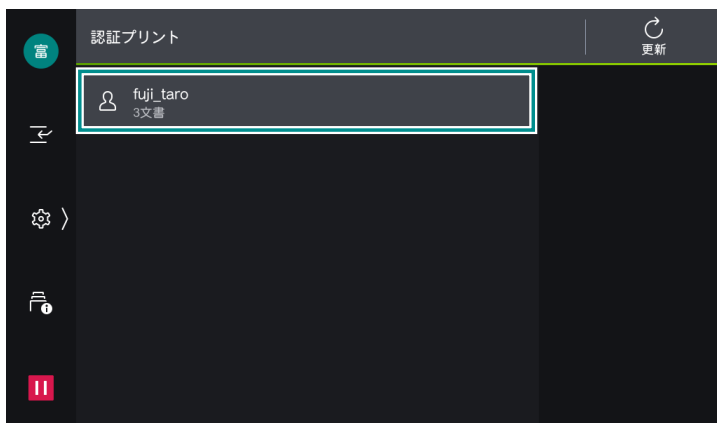 富
認証プリント
更新
fuji_taro
3文書